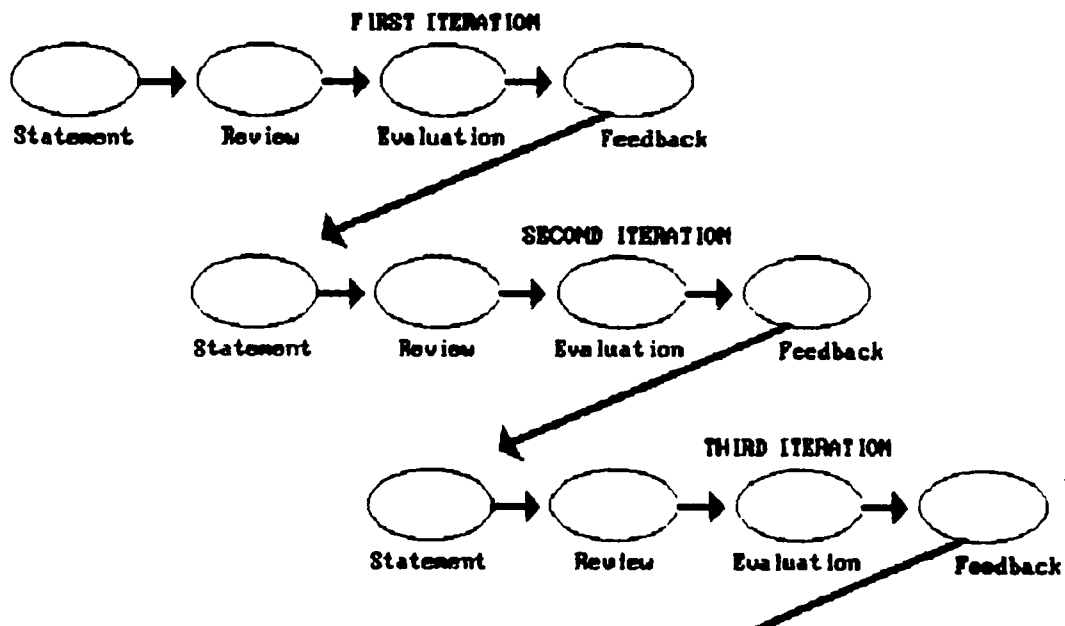 FIRST ITERATION
Statement Review Evaluation Feedback
SECOND ITERATION
Statement Review Evaluation Feedback
THIRD ITERATION
Statement Review Evaluation Feedback